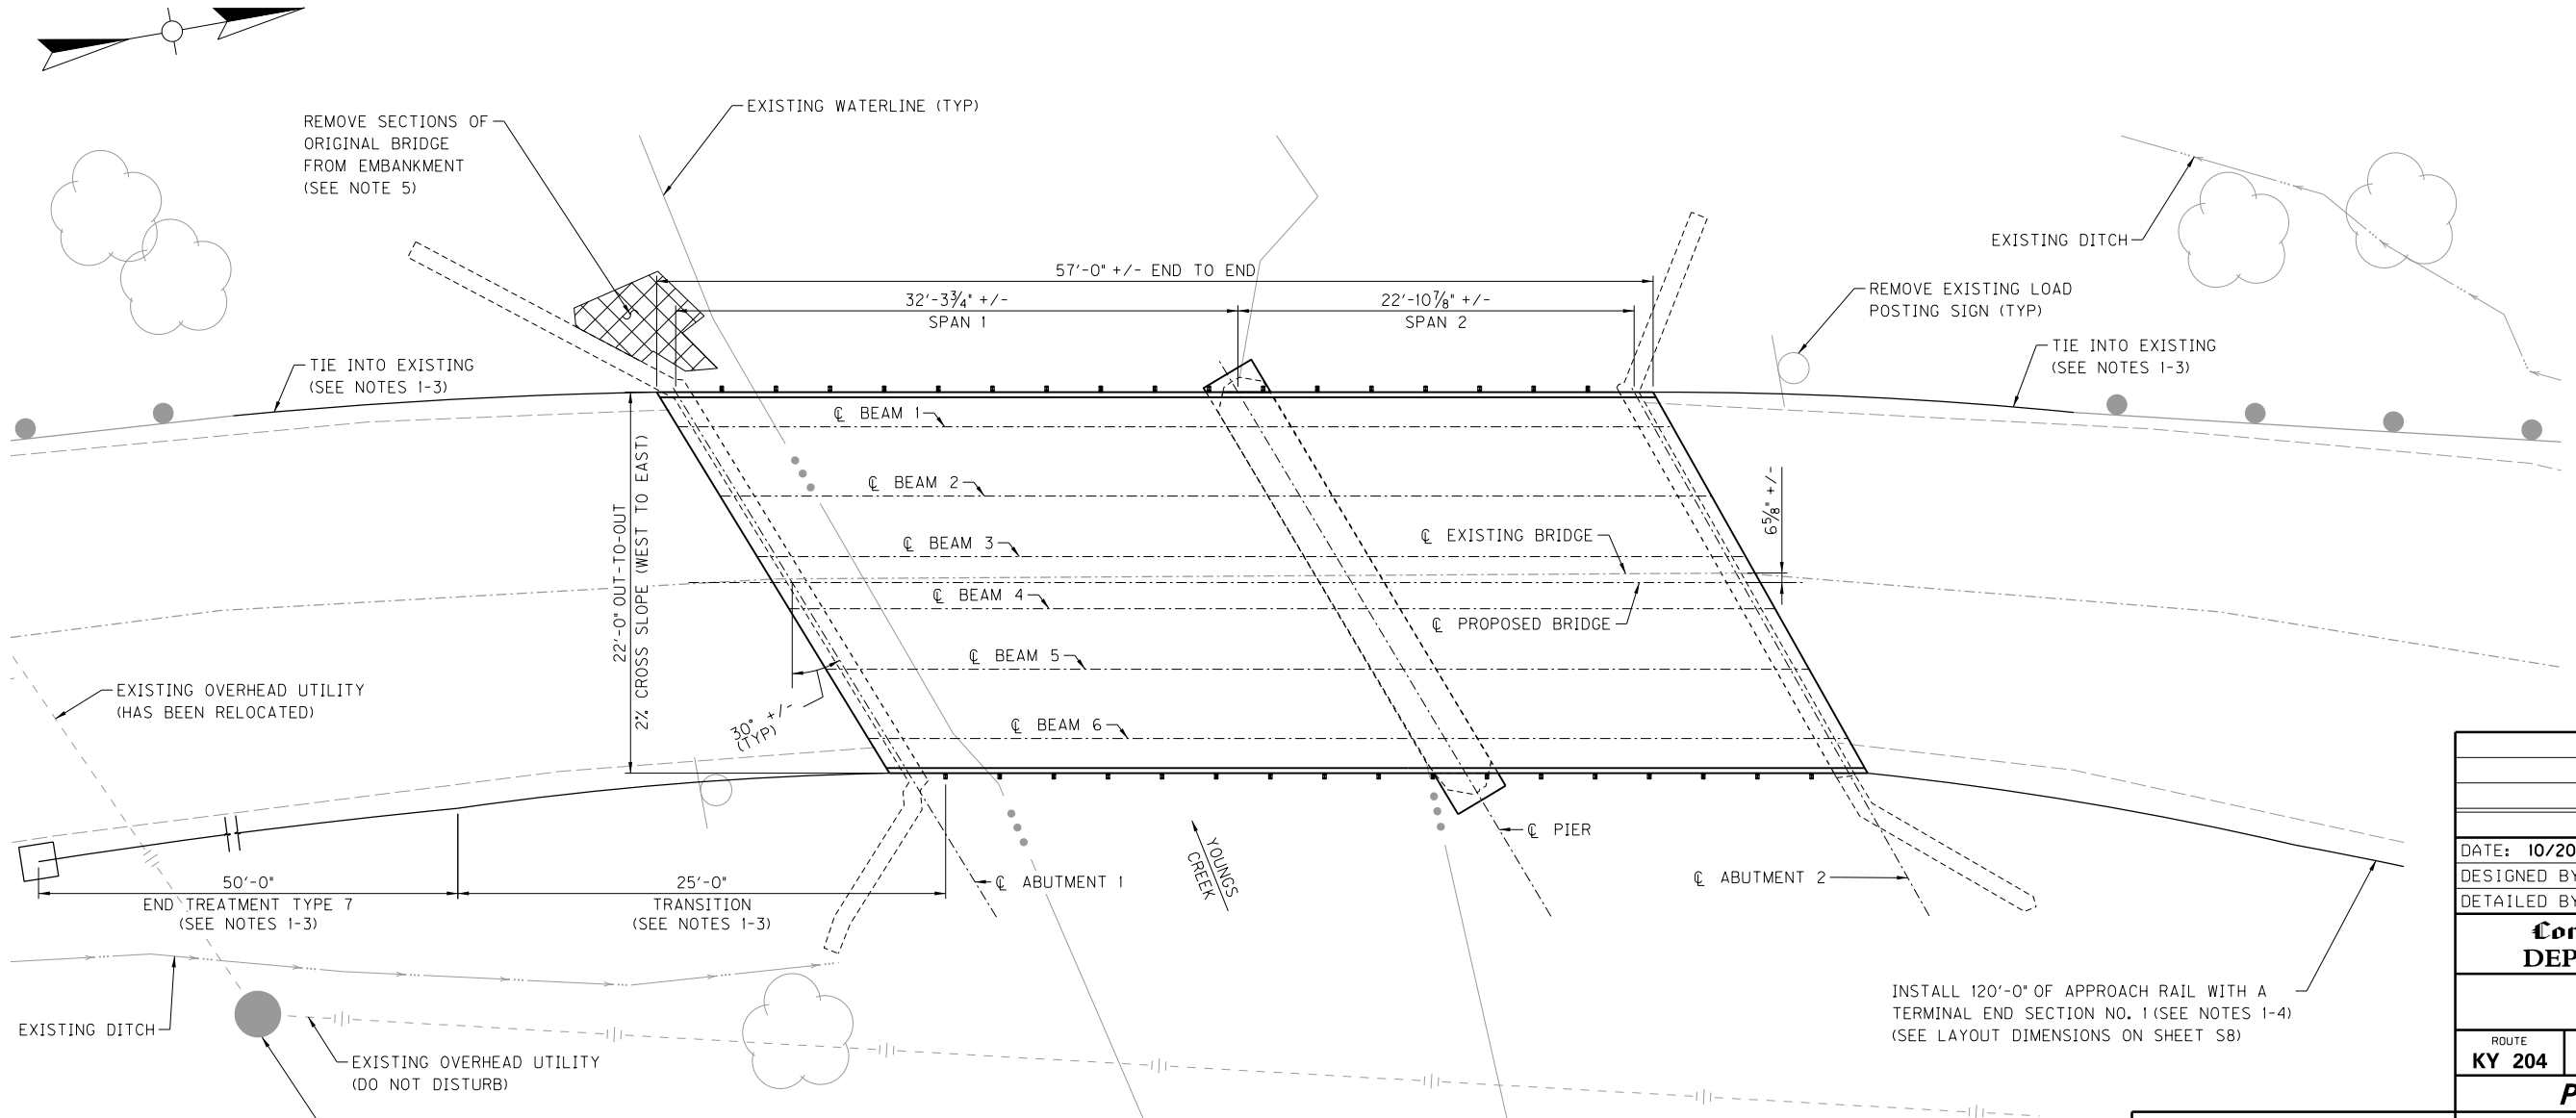 EXISTING WATERLINE (TYP)
REMOVE SECTIONS OF
ORIGINAL BRIDGE
FROM EMBANKMENT
(SEE NOTE 5)
EXISTING DITCH
57'-0" +/- END TO END
32'-3¾" +/-
SPAN 1
22'-10⅞" +/-
SPAN 2
REMOVE EXISTING LOAD
POSTING SIGN (TYP)
TIE INTO EXISTING
(SEE NOTES 1-3)
TIE INTO EXISTING
(SEE NOTES 1-3)
℄ BEAM 1
℄ BEAM 2
℄ BEAM 3
℄ BEAM 4
℄ BEAM 5
℄ BEAM 6
22'-0" OUT-TO-OUT
2% CROSS SLOPE (WEST TO EAST)
6⅝" +/-
℄ EXISTING BRIDGE
℄ PROPOSED BRIDGE
30° +/-
(TYP)
EXISTING OVERHEAD UTILITY
(HAS BEEN RELOCATED)
50'-0"
END TREATMENT TYPE 7
(SEE NOTES 1-3)
25'-0"
TRANSITION
(SEE NOTES 1-3)
℄ ABUTMENT 1
YOUNGS
CREEK
℄ PIER
℄ ABUTMENT 2
EXISTING DITCH
EXISTING OVERHEAD UTILITY
(DO NOT DISTURB)
INSTALL 120'-0" OF APPROACH RAIL WITH A
TERMINAL END SECTION NO. 1 (SEE NOTES 1-4)
(SEE LAYOUT DIMENSIONS ON SHEET S8)
DATE: 10/20
DESIGNED BY
DETAILED BY
Con
DEP
ROUTE
KY 204
P